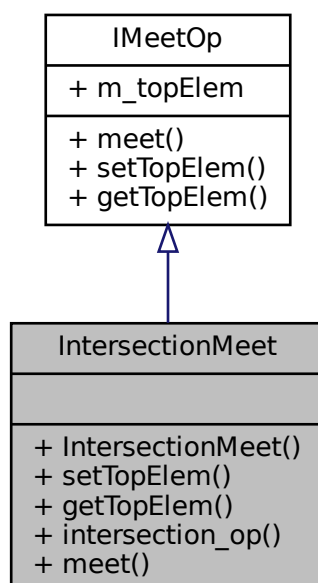 IMeetOp
+ m_topElem
+ meet()
+ setTopElem()
+ getTopElem()
IntersectionMeet
+ IntersectionMeet()
+ setTopElem()
+ getTopElem()
+ intersection_op()
+ meet()